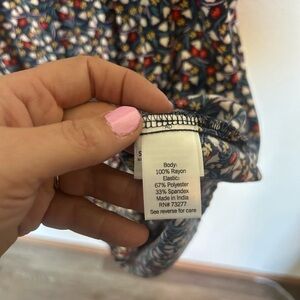 S
Body:
100% Rayon
Elastic:
67% Polyester
33% Spandex
Made in India
RN# 73277
See reverse for care